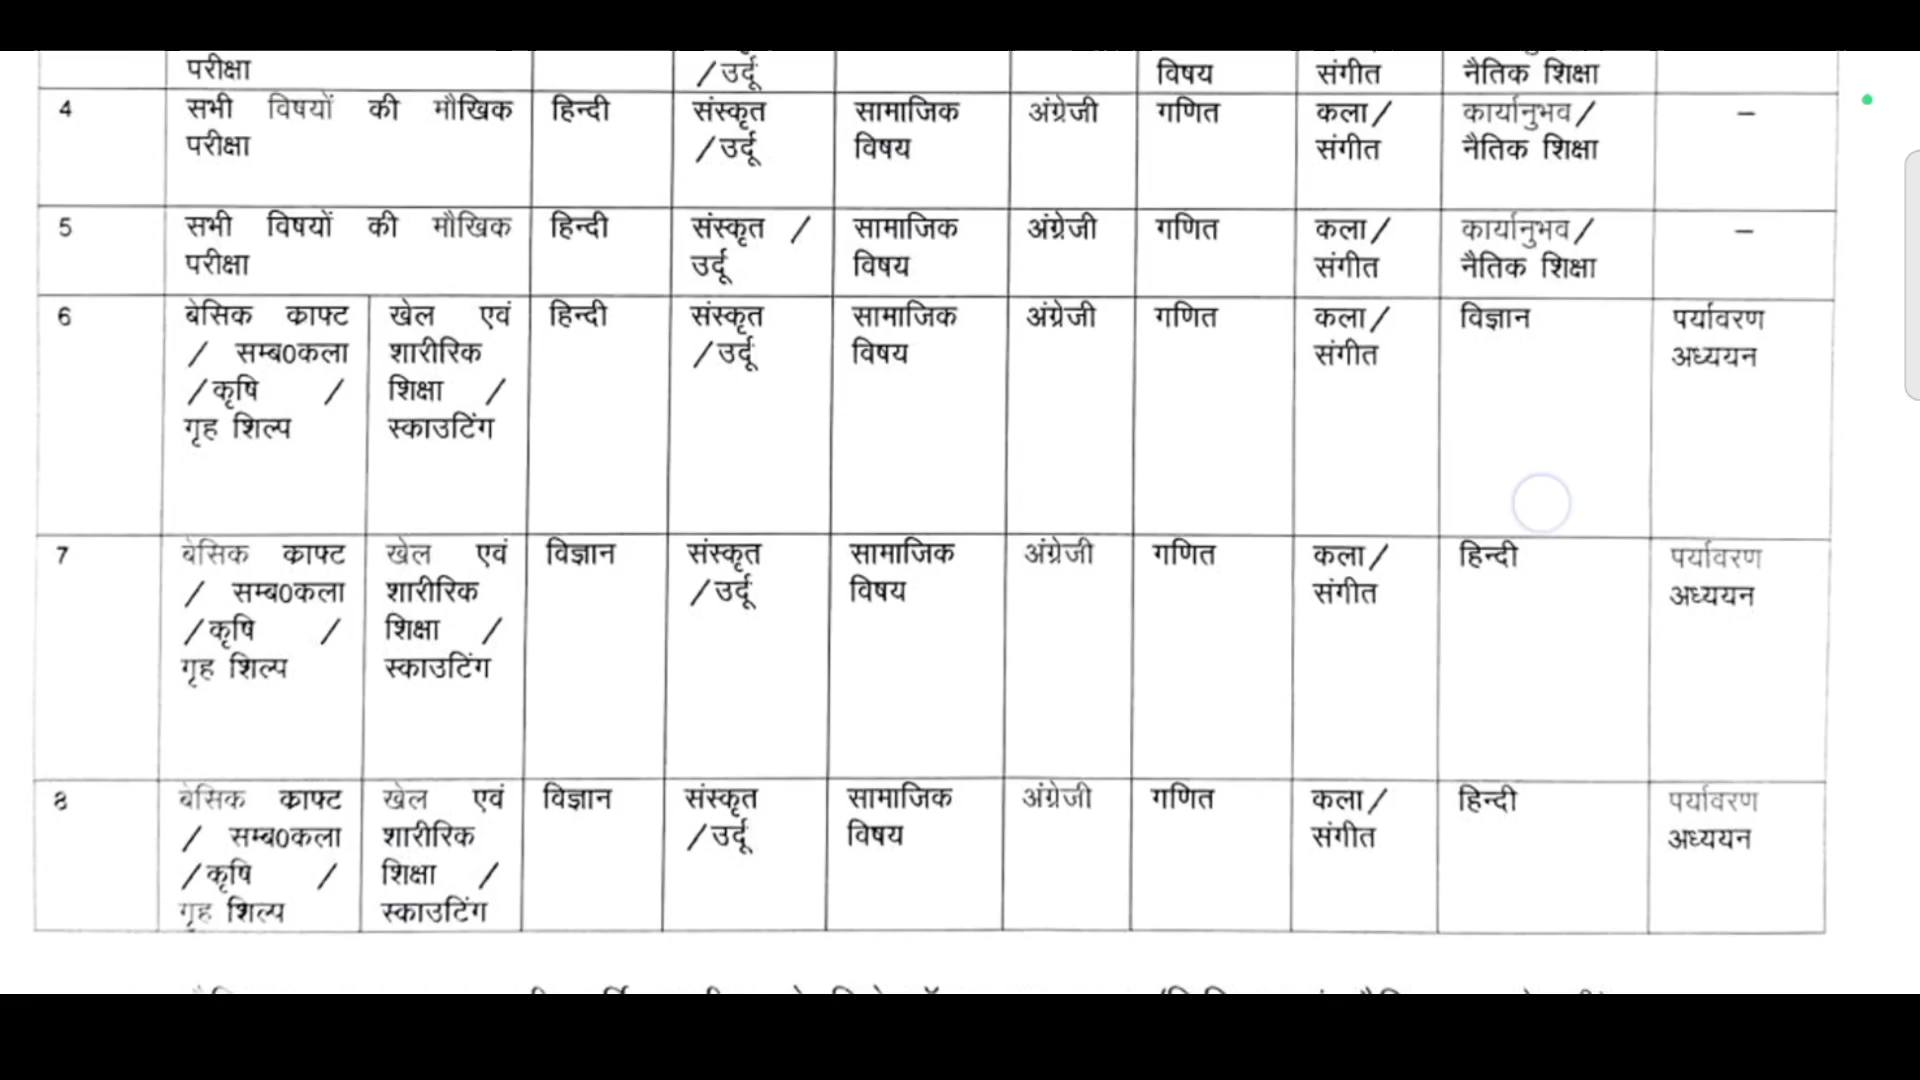 परीक्षा /उर्दू विषय संगीत नैतिक शिक्षा
4 सभी विषयों की मौखिक हिन्दी संस्कृत सामाजिक अंग्रेजी गणित कला/ कार्यानुभव/ –
परीक्षा /उर्दू विषय संगीत नैतिक शिक्षा
5 सभी विषयों की मौखिक हिन्दी संस्कृत / सामाजिक अंग्रेजी गणित कला/ कार्यानुभव/ –
परीक्षा उर्दू विषय संगीत नैतिक शिक्षा
6 बेसिक क्राफ्ट खेल एवं हिन्दी संस्कृत सामाजिक अंग्रेजी गणित कला/ विज्ञान पर्यावरण
/ सम्ब0कला शारीरिक /उर्दू विषय संगीत अध्ययन
/कृषि / शिक्षा /
गृह शिल्प स्काउटिंग
7 बेसिक क्राफ्ट खेल एवं विज्ञान संस्कृत सामाजिक अंग्रेजी गणित कला/ हिन्दी पर्यावरण
/ सम्ब0कला शारीरिक /उर्दू विषय संगीत अध्ययन
/कृषि / शिक्षा /
गृह शिल्प स्काउटिंग
8 बेसिक क्राफ्ट खेल एवं विज्ञान संस्कृत सामाजिक अंग्रेजी गणित कला/ हिन्दी पर्यावरण
/ सम्ब0कला शारीरिक /उर्दू विषय संगीत अध्ययन
/कृषि / शिक्षा /
गृह शिल्प स्काउटिंग